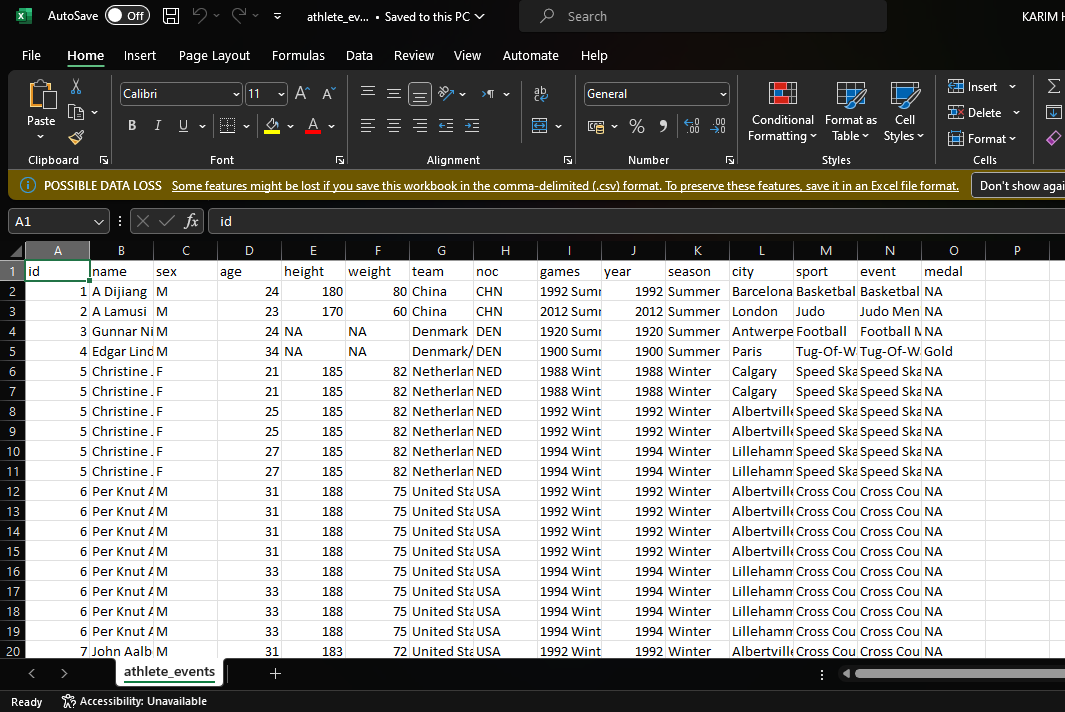 AutoSave Off athlete_ev... • Saved to this PC Search KARIM H
File Home Insert Page Layout Formulas Data Review View Automate Help
Paste Calibri 11 General Conditional Formatting Format as Table Cell Styles Insert Delete Format
Clipboard Font Alignment Number Styles Cells
POSSIBLE DATA LOSS Some features might be lost if you save this workbook in the comma-delimited (.csv) format. To preserve these features, save it in an Excel file format. Don't show agai
A1 fx id
A B C D E F G H I J K L M N O P
1 id name sex age height weight team noc games year season city sport event medal
2 1 A Dijiang M 24 180 80 China CHN 1992 Sumr 1992 Summer Barcelona Basketbal Basketbal NA
3 2 A Lamusi M 23 170 60 China CHN 2012 Sumr 2012 Summer London Judo Judo Men NA
4 3 Gunnar Ni M 24 NA NA Denmark DEN 1920 Sumr 1920 Summer Antwerpe Football Football M NA
5 4 Edgar Lind M 34 NA NA Denmark/ DEN 1900 Sumr 1900 Summer Paris Tug-Of-W Tug-Of-W Gold
6 5 Christine . F 21 185 82 Netherlan NED 1988 Wint 1988 Winter Calgary Speed Ska Speed Ska NA
7 5 Christine . F 21 185 82 Netherlan NED 1988 Wint 1988 Winter Calgary Speed Ska Speed Ska NA
8 5 Christine . F 25 185 82 Netherlan NED 1992 Wint 1992 Winter Albertville Speed Ska Speed Ska NA
9 5 Christine . F 25 185 82 Netherlan NED 1992 Wint 1992 Winter Albertville Speed Ska Speed Ska NA
10 5 Christine . F 27 185 82 Netherlan NED 1994 Wint 1994 Winter Lillehamm Speed Ska Speed Ska NA
11 5 Christine . F 27 185 82 Netherlan NED 1994 Wint 1994 Winter Lillehamm Speed Ska Speed Ska NA
12 6 Per Knut A M 31 188 75 United Sta USA 1992 Wint 1992 Winter Albertville Cross Cou Cross Cou NA
13 6 Per Knut A M 31 188 75 United Sta USA 1992 Wint 1992 Winter Albertville Cross Cou Cross Cou NA
14 6 Per Knut A M 31 188 75 United Sta USA 1992 Wint 1992 Winter Albertville Cross Cou Cross Cou NA
15 6 Per Knut A M 31 188 75 United Sta USA 1992 Wint 1992 Winter Albertville Cross Cou Cross Cou NA
16 6 Per Knut A M 33 188 75 United Sta USA 1994 Wint 1994 Winter Lillehamm Cross Cou Cross Cou NA
17 6 Per Knut A M 33 188 75 United Sta USA 1994 Wint 1994 Winter Lillehamm Cross Cou Cross Cou NA
18 6 Per Knut A M 33 188 75 United Sta USA 1994 Wint 1994 Winter Lillehamm Cross Cou Cross Cou NA
19 6 Per Knut A M 33 188 75 United Sta USA 1994 Wint 1994 Winter Lillehamm Cross Cou Cross Cou NA
20 7 John Aalb M 31 183 72 United Sta USA 1992 Wint 1992 Winter Albertville Cross Cou Cross Cou NA
athlete_events
Ready Accessibility: Unavailable